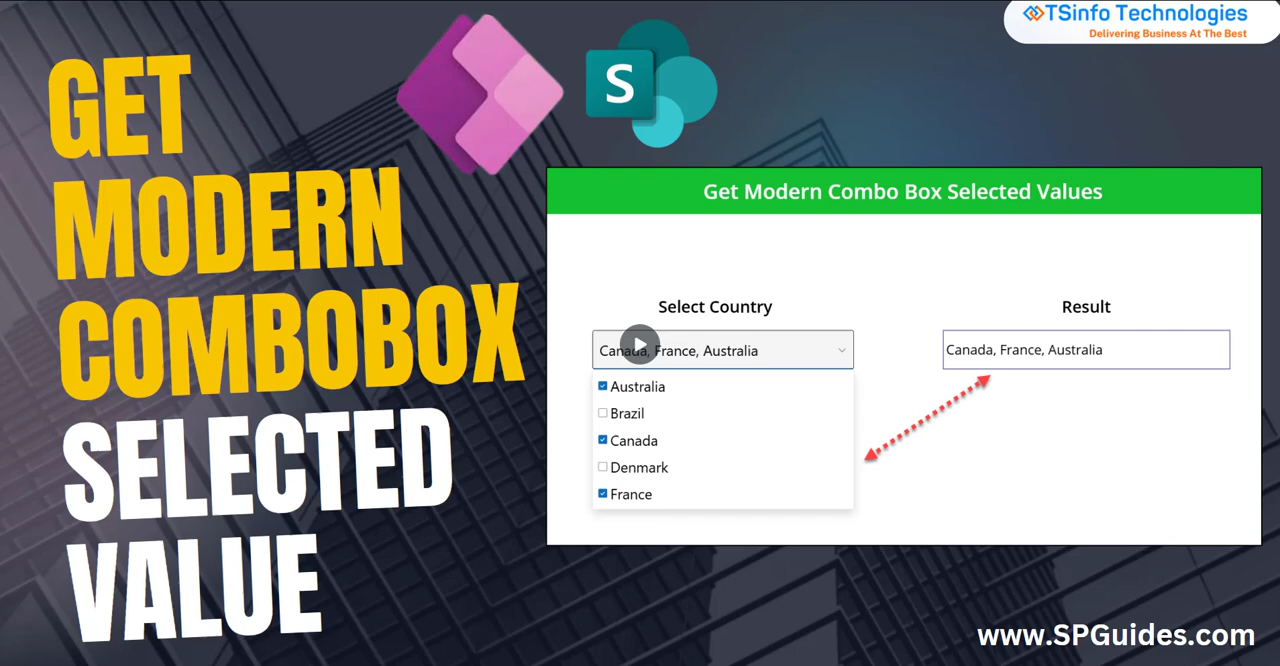 TSinfo Technologies
Delivering Business At The Best
GET
MODERN
COMBOBOX
SELECTED
VALUE
S
Get Modern Combo Box Selected Values
Select Country
Result
Canada, France, Australia
Canada, France, Australia
Australia
Brazil
Canada
Denmark
France
www.SPGuides.com